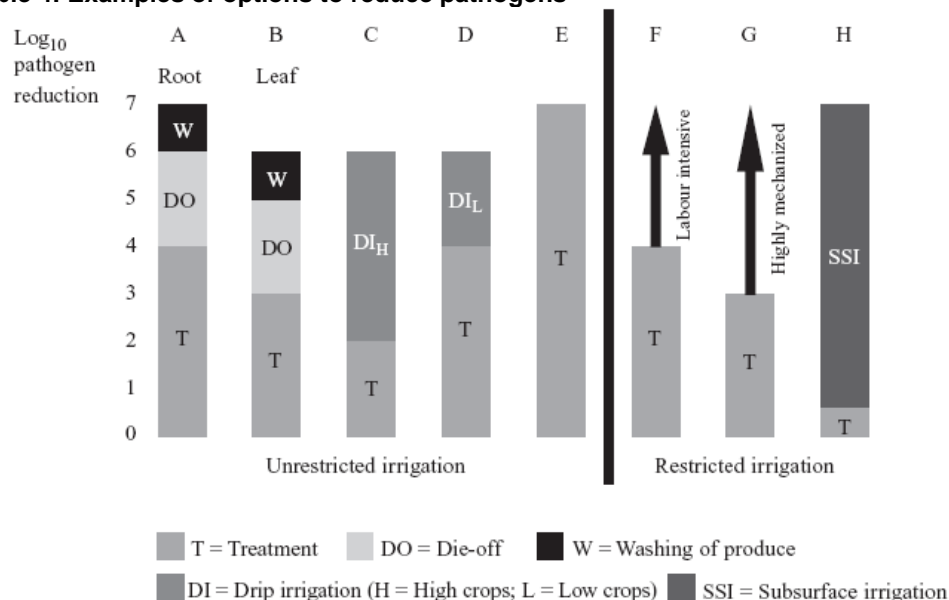 Log10 pathogen reduction
A B C D E F G H
Root Leaf
7
6
5
4
3
2
1
0
W
DO
T
W
DO
T
DIH
T
DIL
T
T
Labour intensive
T
Highly mechanized
T
SSI
T
Unrestricted irrigation
Restricted irrigation
T = Treatment
DO = Die-off
W = Washing of produce
DI = Drip irrigation (H = High crops; L = Low crops)
SSI = Subsurface irrigation